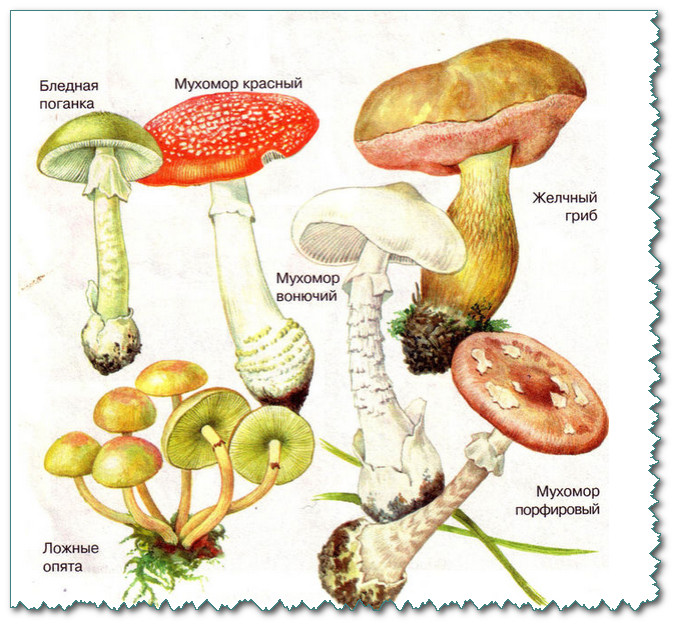 Бледная
поганка
Мухомор красный
Желчный
гриб
Мухомор
вонючий
Мухомор
порфировый
Ложные
опята